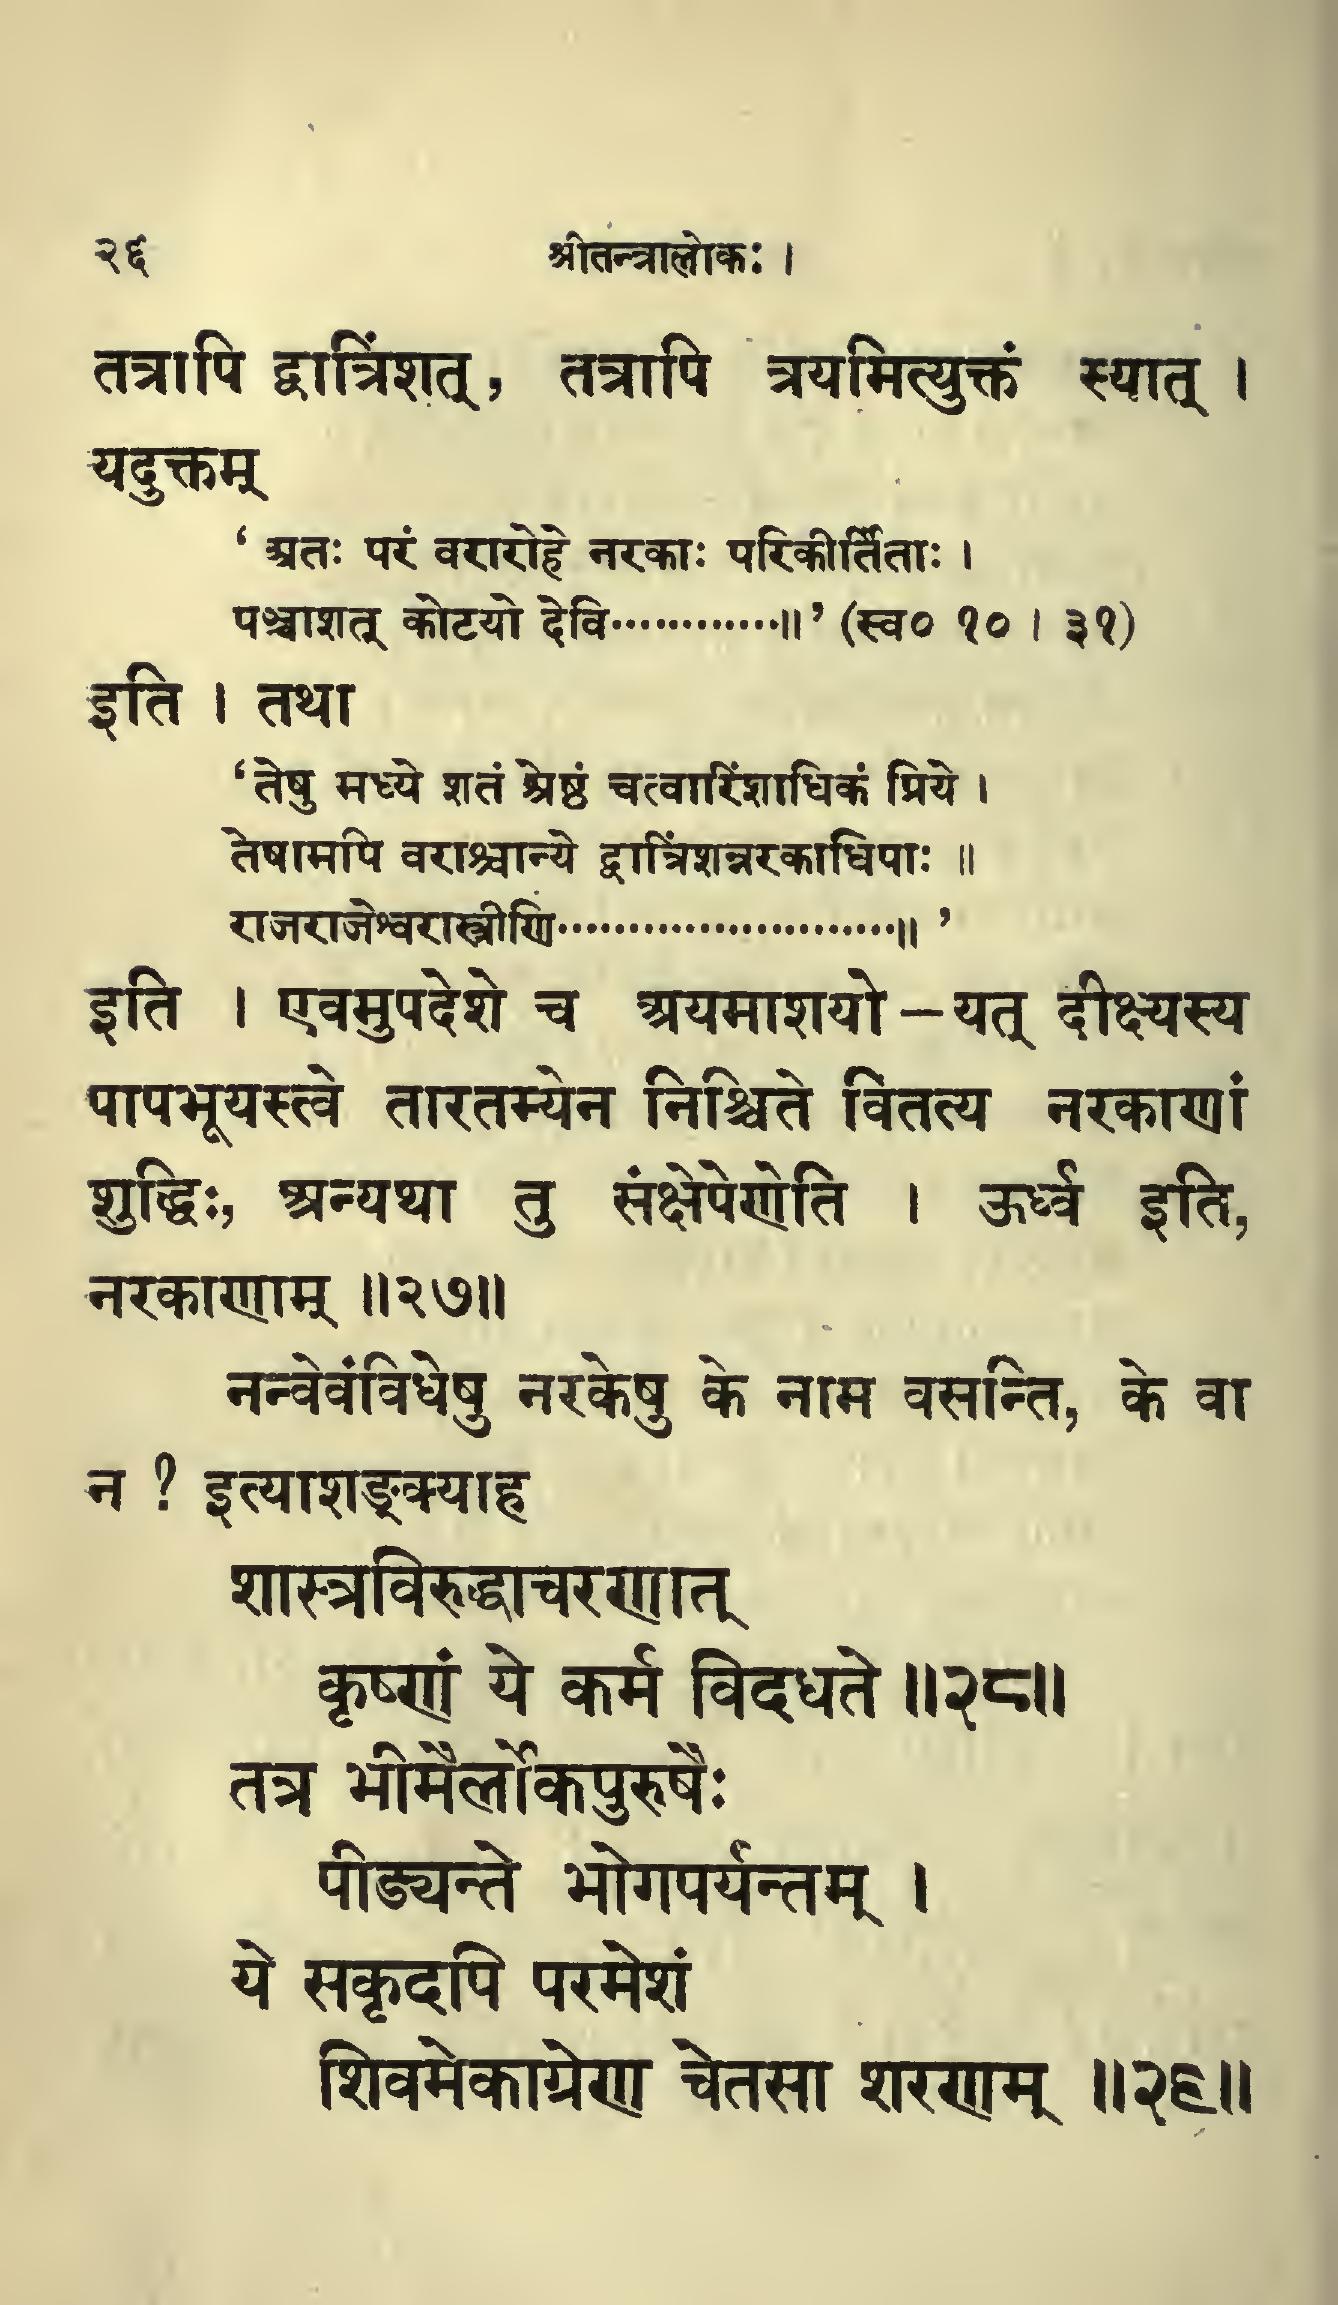 २६ श्रीतन्त्रालोकः ।
तत्रापि द्वात्रिंशत्, तत्रापि त्रयमित्युक्तं स्यात् ।
यदुक्तम्
‘ अतः परं वरारोहे नरकाः परिकीर्तिताः ।
पञ्चाशत् कोटयो देवि············॥’ (स्व० १० । ३१)
इति । तथा
‘तेषु मध्ये शतं श्रेष्ठं चत्वारिंशाधिकं प्रिये ।
तेषामपि वराश्चान्ये द्वात्रिंशन्नरकाधिपाः ॥
राजराजेश्वरास्त्रीणि························॥ ’
इति । एवमुपदेशे च अयमाशयो – यत् दीक्ष्यस्य
पापभूयस्त्वे तारतम्येन निश्चिते वितत्य नरकाणां
शुद्धिः, अन्यथा तु संक्षेपेणेति । ऊर्ध्व इति,
नरकाणाम् ॥२७॥
नन्वेवंविधेषु नरकेषु के नाम वसन्ति, के वा
न ? इत्याशङ्क्याह
शास्त्रविरुद्धाचरणात्
कृष्णं ये कर्म विदधते ॥२८॥
तत्र भीमैर्लोकपुरुषैः
पीड्यन्ते भोगपर्यन्तम् ।
ये सकृदपि परमेशं
शिवमेकाग्रेण चेतसा शरणम् ॥२९॥